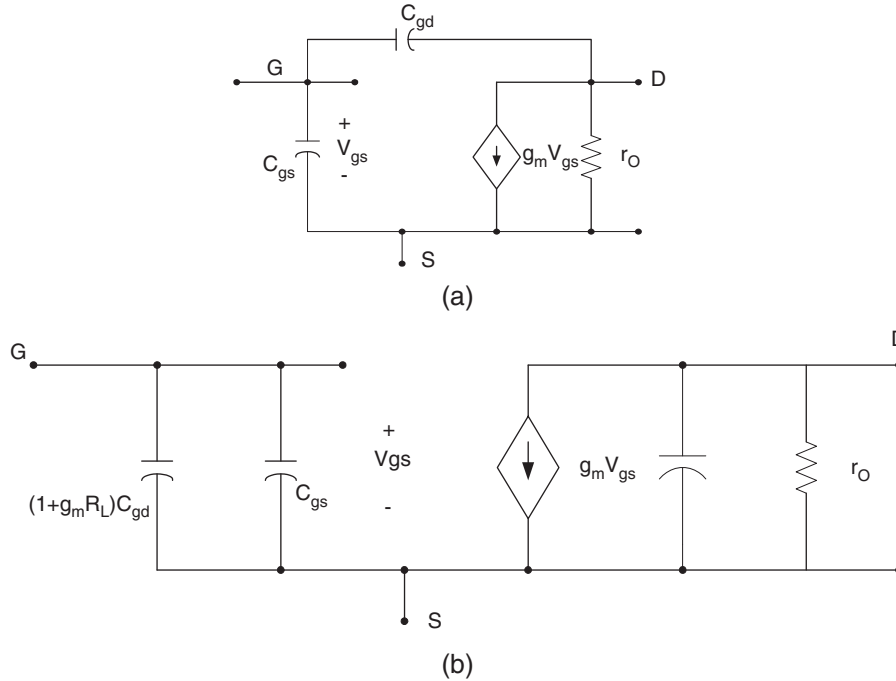 C_gd
G
D
+
V_gs
-
C_gs
g_mV_gs
r_O
S
(a)
G
D
+
Vgs
-
(1+g_mR_L)C_gd
C_gs
g_mV_gs
r_O
S
(b)